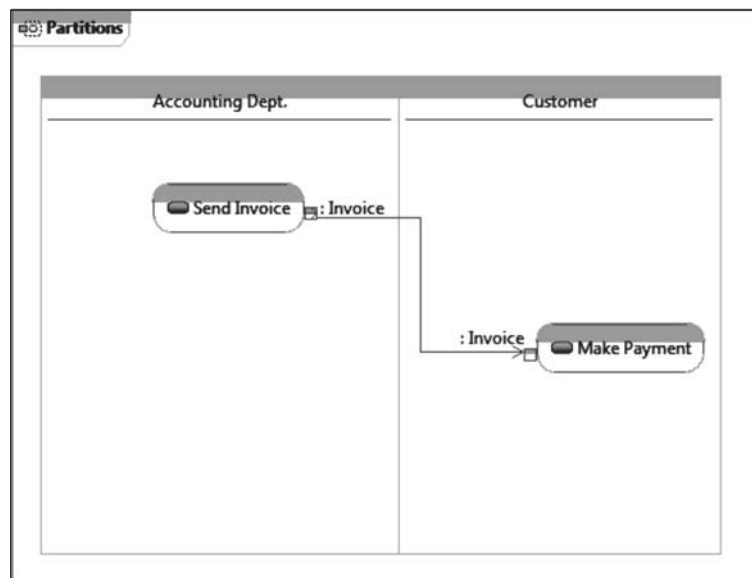 Partitions
Accounting Dept.
Customer
Send Invoice
: Invoice
: Invoice
Make Payment